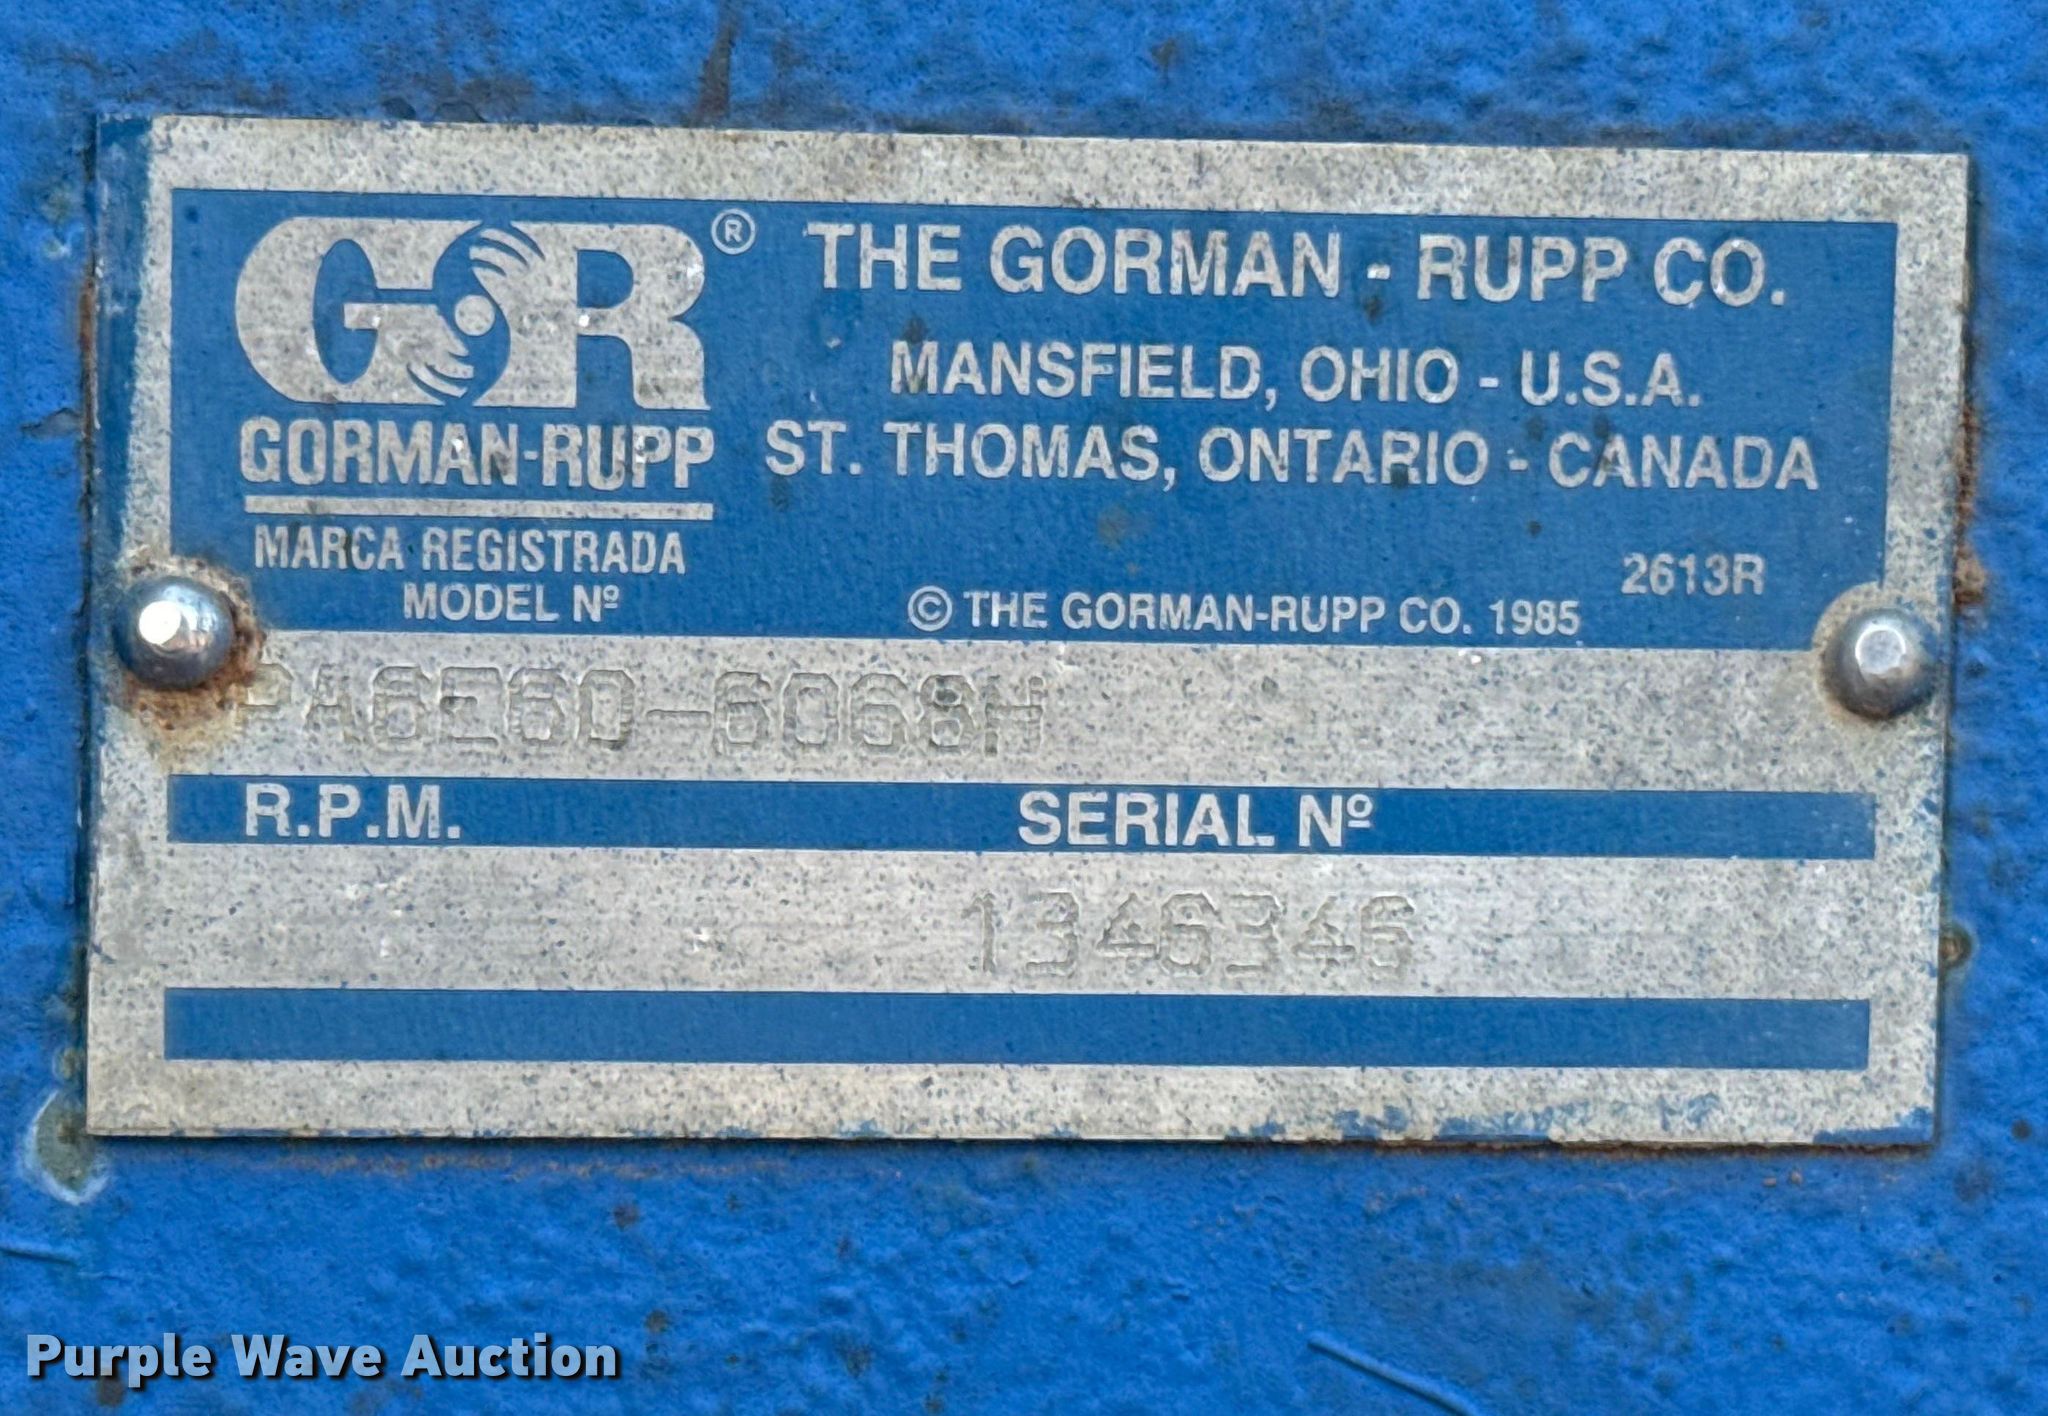 GR®
GORMAN-RUPP
MARCA REGISTRADA
MODEL Nº
THE GORMAN - RUPP CO.
MANSFIELD, OHIO - U.S.A.
ST. THOMAS, ONTARIO - CANADA
2613R
© THE GORMAN-RUPP CO. 1985
PA6E60-6068H
R.P.M. SERIAL Nº
1346346
Purple Wave Auction